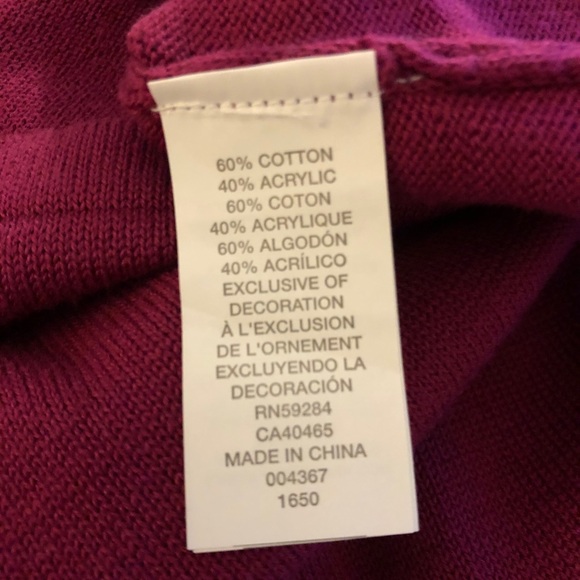 60% COTTON
40% ACRYLIC
60% COTON
40% ACRYLIQUE
60% ALGODÓN
40% ACRÍLICO
EXCLUSIVE OF
DECORATION
À L'EXCLUSION
DE L'ORNEMENT
EXCLUYENDO LA
DECORACIÓN
RN59284
CA40465
MADE IN CHINA
004367
1650